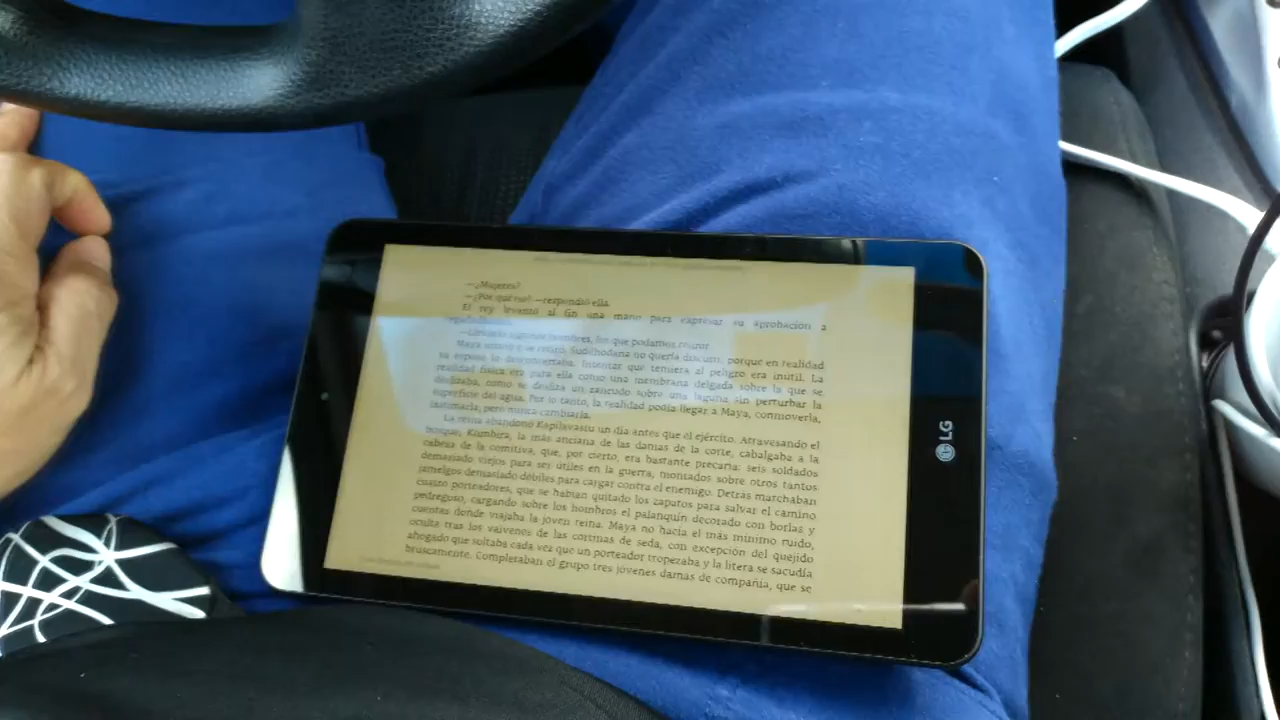 —¿Mujeres?
—¿Por qué no? —respondió ella.
El rey levantó al fin una mano para expresar su aprobación a
—Llévate algunos hombres, los que podamos reunir.
Maya sonrió y se retiró. Sudhodana no quería discutir, porque en realidad
su esposa lo desconcertaba. Intentar que temiera al peligro era inútil. La
realidad física era para ella como una membrana delgada sobre la que se
deslizaba, como se desliza un zancudo sobre una laguna sin perturbar la
superficie del agua. Por lo tanto, la realidad podía llegar a Maya, conmoverla,
lastimarla, pero nunca cambiarla.
La reina abandonó Kapilavastu un día antes que el ejército. Atravesando el
bosque, Kumbira, la más anciana de las damas de la corte, cabalgaba a la
cabeza de la comitiva, que, por cierto, era bastante precaria: seis soldados
demasiado viejos para ser útiles en la guerra, montados sobre otros tantos
jamelgos demasiado débiles para cargar contra el enemigo. Detrás marchaban
cuatro porteadores, que se habían quitado los zapatos para salvar el camino
pedregoso, cargando sobre los hombros el palanquín decorado con borlas y
cuentas donde viajaba la joven reina. Maya no hacía el más mínimo ruido,
oculta tras los vaivenes de las cortinas de seda, con excepción del quejido
ahogado que soltaba cada vez que un porteador tropezaba y la litera se sacudía
bruscamente. Completaban el grupo tres jóvenes damas de compañía, que se
LG